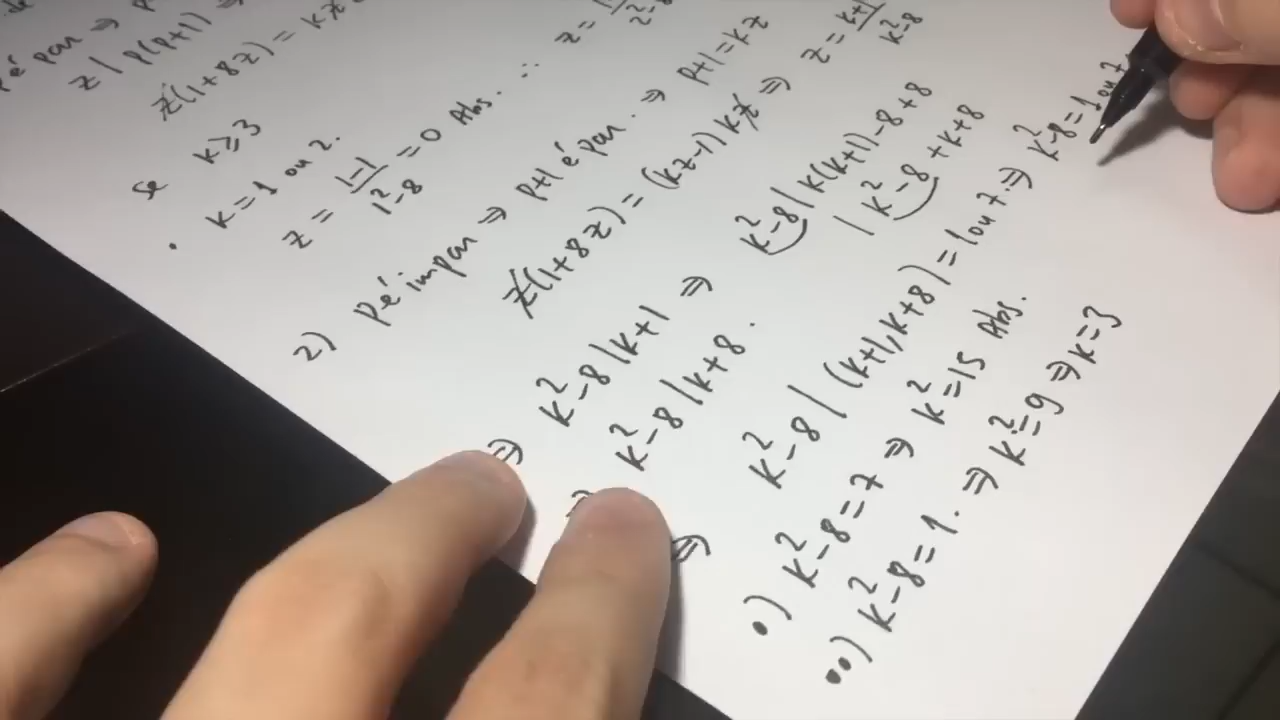 é par ⇒ p
z | p(p+1)
z(1+8z) = kz
Se k ≥ 3
• k = 1 ou 2.
z = (1-1)/(1²-8) = 0 Abs. ∴ z =
2) p é impar ⇒ p+1 é par. ⇒ p+1 = kz
z(1+8z) = (kz-1) kz ⇒ z = (k+1)/(k²-8)
⇒ k²-8 | k+1 ⇒ k²-8 | k(k+1)-8+8
| k²-8+k+8
⇒ k²-8 | k+8.
⇒ k²-8 | (k+1, k+8) = 1 ou 7. ⇒ k²-8 = 1 ou 7.
•) k²-8 = 7 ⇒ k² = 15 Abs.
••) k²-8 = 1. ⇒ k² = 9 ⇒ k = 3